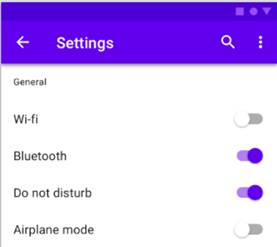 Settings
General
Wi-fi
Bluetooth
Do not disturb
Airplane mode